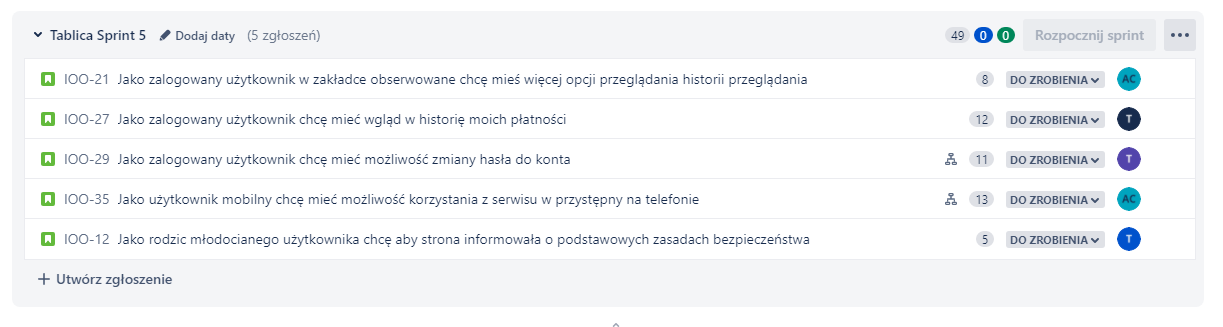 Tablica Sprint 5 Dodaj daty (5 zgłoszeń) 49 0 0 Rozpocznij sprint
IOO-21 Jako zalogowany użytkownik w zakładce obserwowane chcę mieś więcej opcji przeglądania historii przeglądania 8 DO ZROBIENIA AC
IOO-27 Jako zalogowany użytkownik chcę mieć wgląd w historię moich płatności 12 DO ZROBIENIA T
IOO-29 Jako zalogowany użytkownik chcę mieć możliwość zmiany hasła do konta 11 DO ZROBIENIA T
IOO-35 Jako użytkownik mobilny chcę mieć możliwość korzystania z serwisu w przystępny na telefonie 13 DO ZROBIENIA AC
IOO-12 Jako rodzic młodocianego użytkownika chcę aby strona informowała o podstawowych zasadach bezpieczeństwa 5 DO ZROBIENIA T
Utwórz zgłoszenie